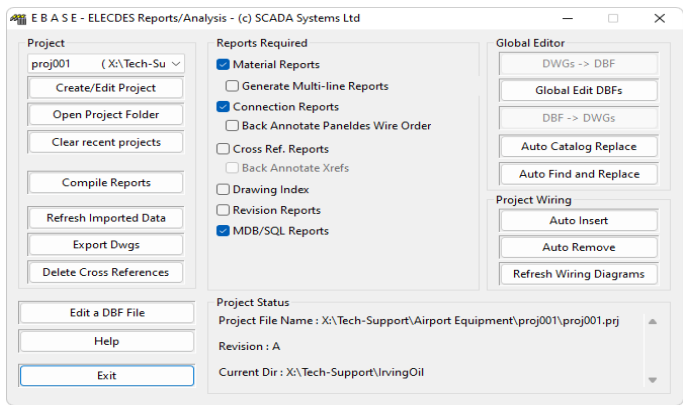 E B A S E - ELECDES Reports/Analysis - (c) SCADA Systems Ltd
Project
proj001 ( X:\Tech-Su
Create/Edit Project
Open Project Folder
Clear recent projects
Compile Reports
Refresh Imported Data
Export Dwgs
Delete Cross References
Edit a DBF File
Help
Exit
Reports Required
Material Reports
Generate Multi-line Reports
Connection Reports
Back Annotate Paneldes Wire Order
Cross Ref. Reports
Back Annotate Xrefs
Drawing Index
Revision Reports
MDB/SQL Reports
Global Editor
DWGs -> DBF
Global Edit DBFs
DBF -> DWGs
Auto Catalog Replace
Auto Find and Replace
Project Wiring
Auto Insert
Auto Remove
Refresh Wiring Diagrams
Project Status
Project File Name : X:\Tech-Support\Airport Equipment\proj001\proj001.prj
Revision : A
Current Dir : X:\Tech-Support\IrvingOil